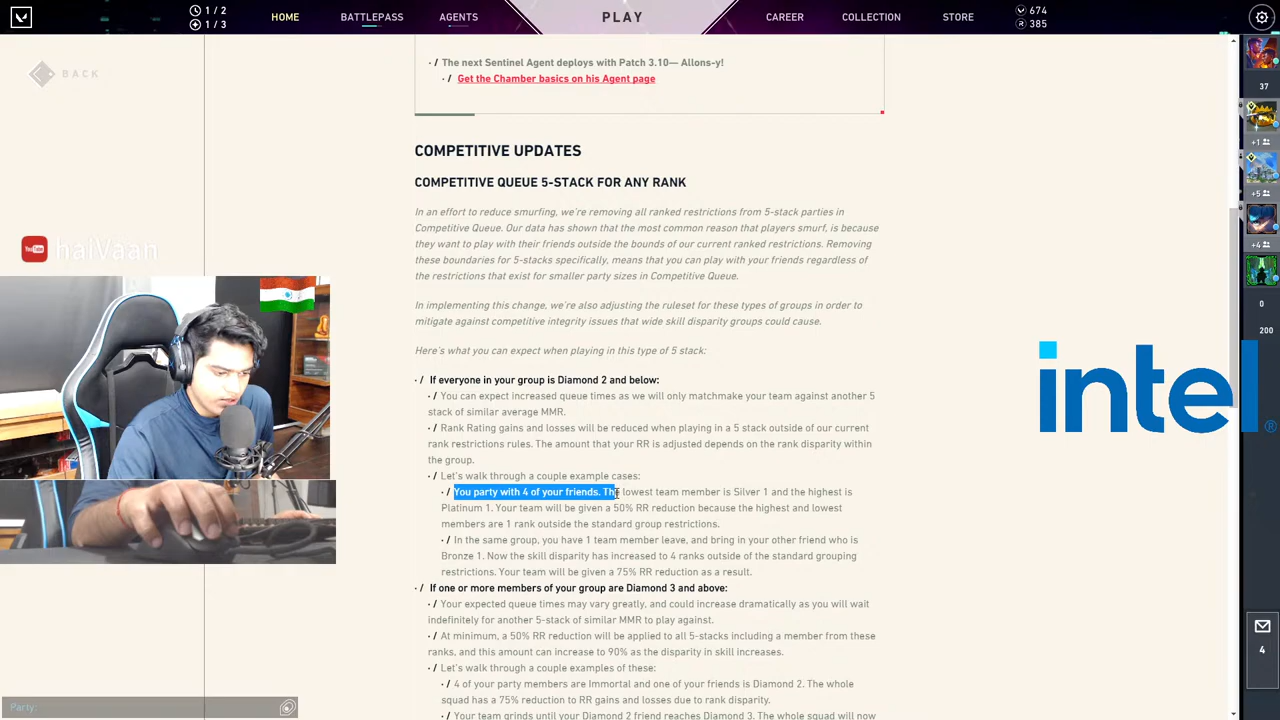 1 / 2
1 / 3
HOME
BATTLEPASS
AGENTS
PLAY
CAREER
COLLECTION
STORE
674
385
BACK
/ The next Sentinel Agent deploys with Patch 3.10— Allons-y!
/ Get the Chamber basics on his Agent page
COMPETITIVE UPDATES
COMPETITIVE QUEUE 5-STACK FOR ANY RANK
In an effort to reduce smurfing, we're removing all ranked restrictions from 5-stack parties in
Competitive Queue. Our data has shown that the most common reason that players smurf, is because
they want to play with their friends outside the bounds of our current ranked restrictions. Removing
these boundaries for 5-stacks specifically, means that you can play with your friends regardless of
the restrictions that exist for smaller party sizes in Competitive Queue.
In implementing this change, we're also adjusting the ruleset for these types of groups in order to
mitigate against competitive integrity issues that wide skill disparity groups could cause.
Here's what you can expect when playing in this type of 5 stack:
/ If everyone in your group is Diamond 2 and below:
/ You can expect increased queue times as we will only matchmake your team against another 5
stack of similar average MMR.
/ Rank Rating gains and losses will be reduced when playing in a 5 stack outside of our current
rank restrictions rules. The amount that your RR is adjusted depends on the rank disparity within
the group.
/ Let's walk through a couple example cases:
/ You party with 4 of your friends. The lowest team member is Silver 1 and the highest is
Platinum 1. Your team will be given a 50% RR reduction because the highest and lowest
members are 1 rank outside the standard group restrictions.
/ In the same group, you have 1 team member leave, and bring in your other friend who is
Bronze 1. Now the skill disparity has increased to 4 ranks outside of the standard grouping
restrictions. Your team will be given a 75% RR reduction as a result.
/ If one or more members of your group are Diamond 3 and above:
/ Your expected queue times may vary greatly, and could increase dramatically as you will wait
indefinitely for another 5-stack of similar MMR to play against.
/ At minimum, a 50% RR reduction will be applied to all 5-stacks including a member from these
ranks, and this amount can increase to 90% as the disparity in skill increases.
/ Let's walk through a couple examples of these:
/ 4 of your party members are Immortal and one of your friends is Diamond 2. The whole
squad has a 75% reduction to RR gains and losses due to rank disparity.
/ Your team grinds until your Diamond 2 friend reaches Diamond 3. The whole squad will now
YouTube
halVaan
intel
®
37
+1
+5
+4
0
200
4
Party: